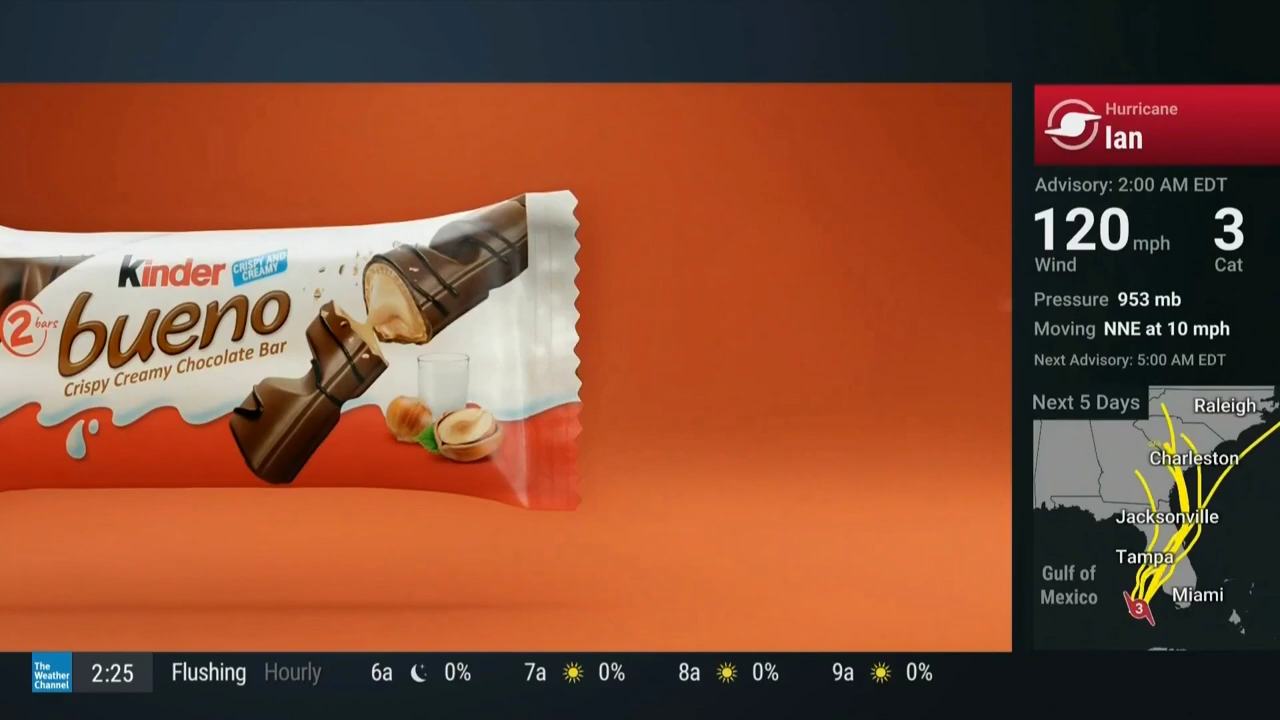 Kinder
CRISPY AND
CREAMY
2 bars
bueno
Crispy Creamy Chocolate Bar
Hurricane
Ian
Advisory: 2:00 AM EDT
120 mph 3
Wind Cat
Pressure 953 mb
Moving NNE at 10 mph
Next Advisory: 5:00 AM EDT
Next 5 Days
Raleigh
Charleston
Jacksonville
Tampa
Gulf of
Mexico
Miami
3
The
Weather
Channel
2:25 Flushing Hourly 6a 0% 7a 0% 8a 0% 9a 0%